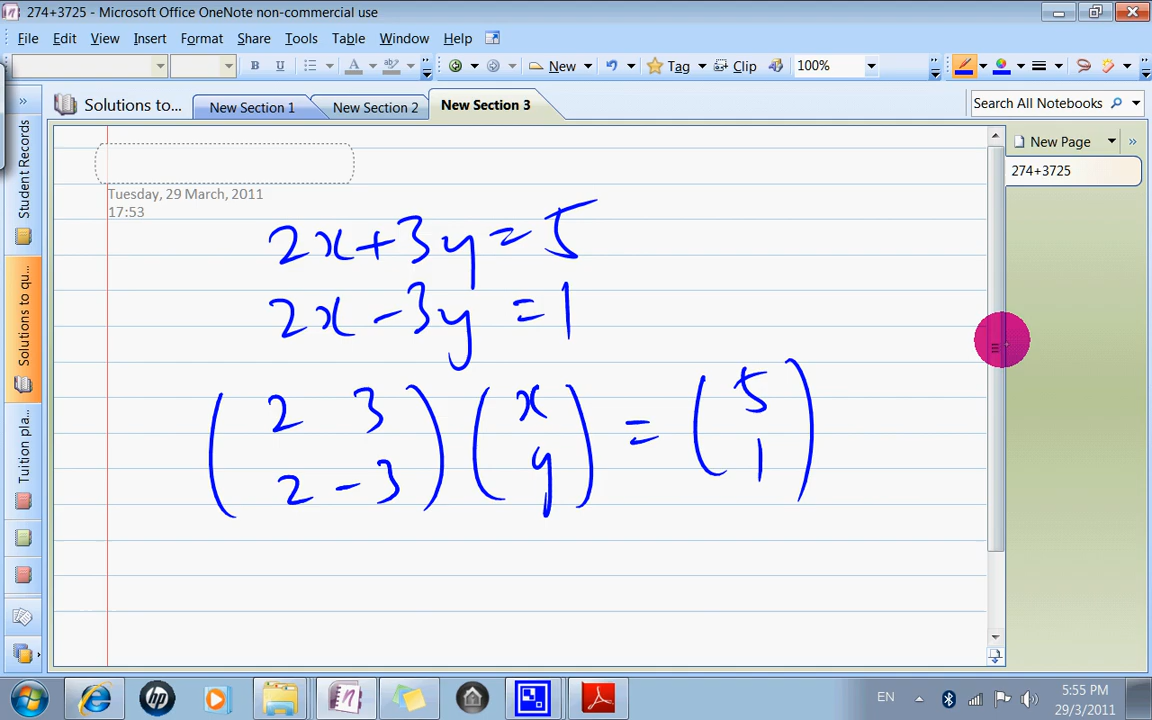 274+3725 - Microsoft Office OneNote non-commercial use
File Edit View Insert Format Share Tools Table Window Help
B U A ab New Tag Clip 100%
» Solutions to... New Section 1 New Section 2 New Section 3 Search All Notebooks
New Page »
274+3725
Student Records
Solutions to qu...
Tuition pla...
Tuesday, 29 March, 2011
17:53
2x+3y=5
2x-3y=1
( 2 3 ) ( x ) = ( 5 )
( 2 -3 ) ( y ) ( 1 )
hp EN 5:55 PM
29/3/2011